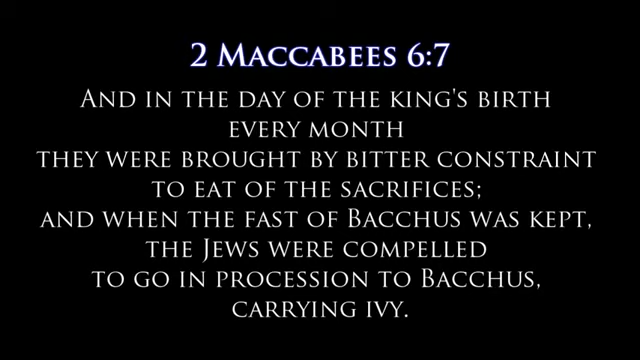 2 Maccabees 6:7
And in the day of the king's birth
every month
they were brought by bitter constraint
to eat of the sacrifices;
and when the fast of Bacchus was kept,
the Jews were compelled
to go in procession to Bacchus,
carrying ivy.